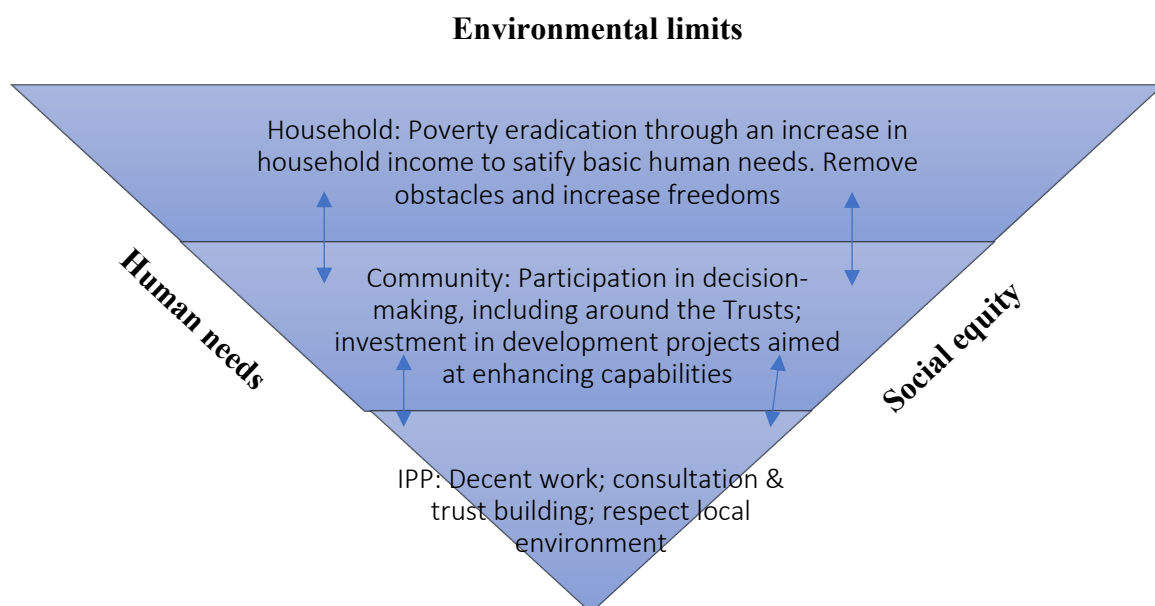 Environmental limits
Household: Poverty eradication through an increase in
household income to satify basic human needs. Remove
obstacles and increase freedoms
Human needs
Community: Participation in decision-
making, including around the Trusts;
investment in development projects aimed
at enhancing capabilities
Social equity
IPP: Decent work; consultation &
trust building; respect local
environment